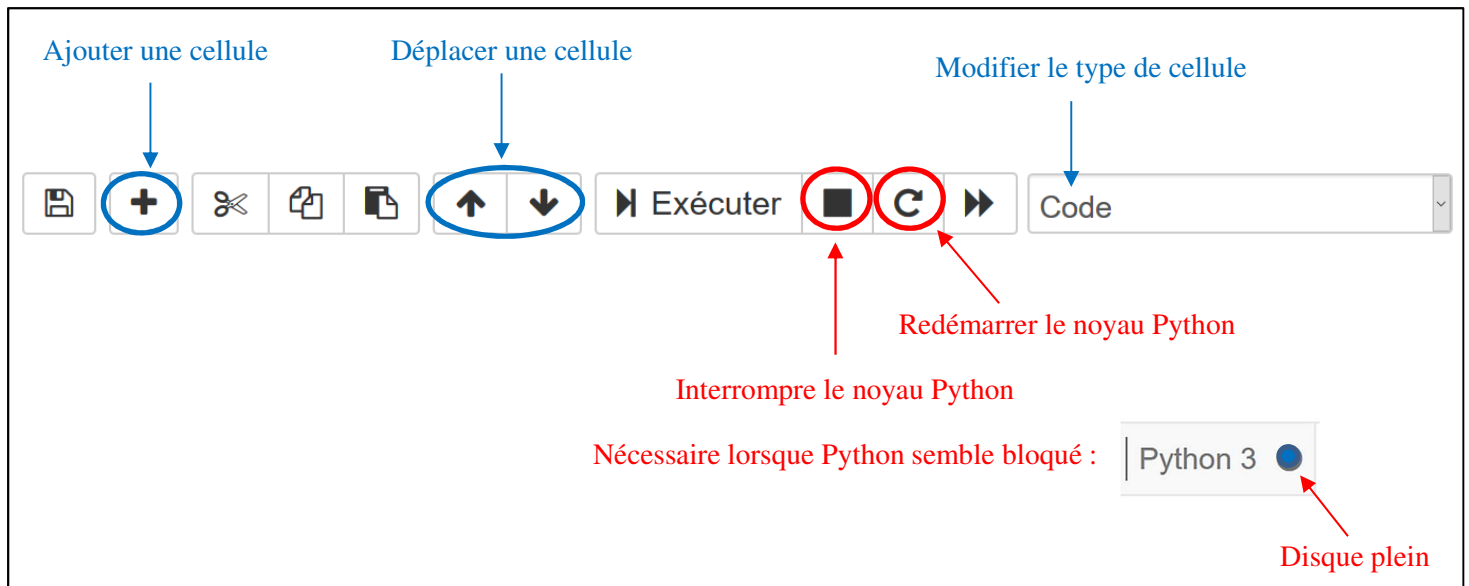 Ajouter une cellule
Déplacer une cellule
Modifier le type de cellule
Exécuter
Code
Redémarrer le noyau Python
Interrompre le noyau Python
Nécessaire lorsque Python semble bloqué :
Python 3
Disque plein